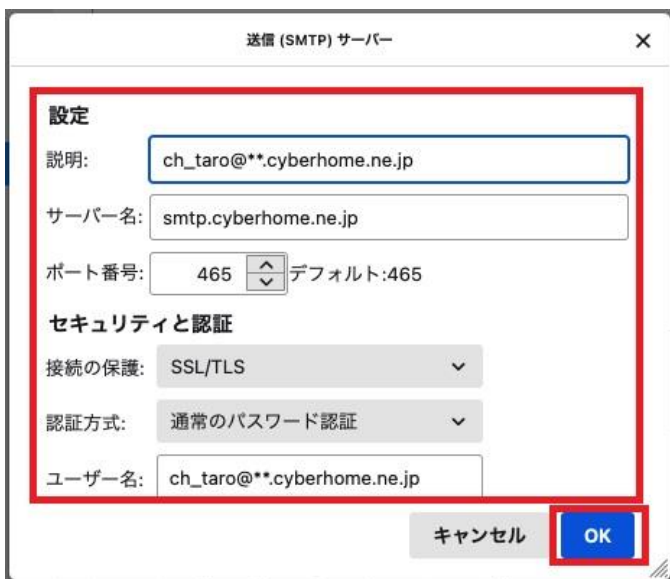 送信 (SMTP) サーバー
設定
説明: ch_taro@**.cyberhome.ne.jp
サーバー名: smtp.cyberhome.ne.jp
ポート番号: 465 デフォルト:465
セキュリティと認証
接続の保護: SSL/TLS
認証方式: 通常のパスワード認証
ユーザー名: ch_taro@**.cyberhome.ne.jp
キャンセル OK